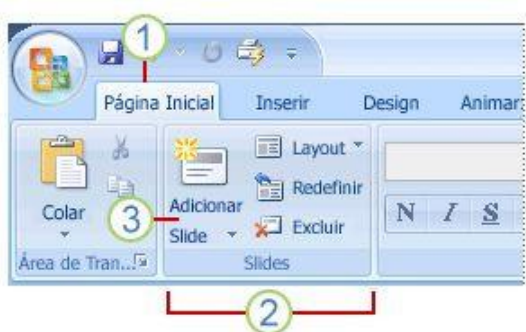 1
Página Inicial Inserir Design Animar
Layout
Redefinir
Excluir
Colar
3
Adicionar
Slide
N I S
Área de Tran... Slides
2